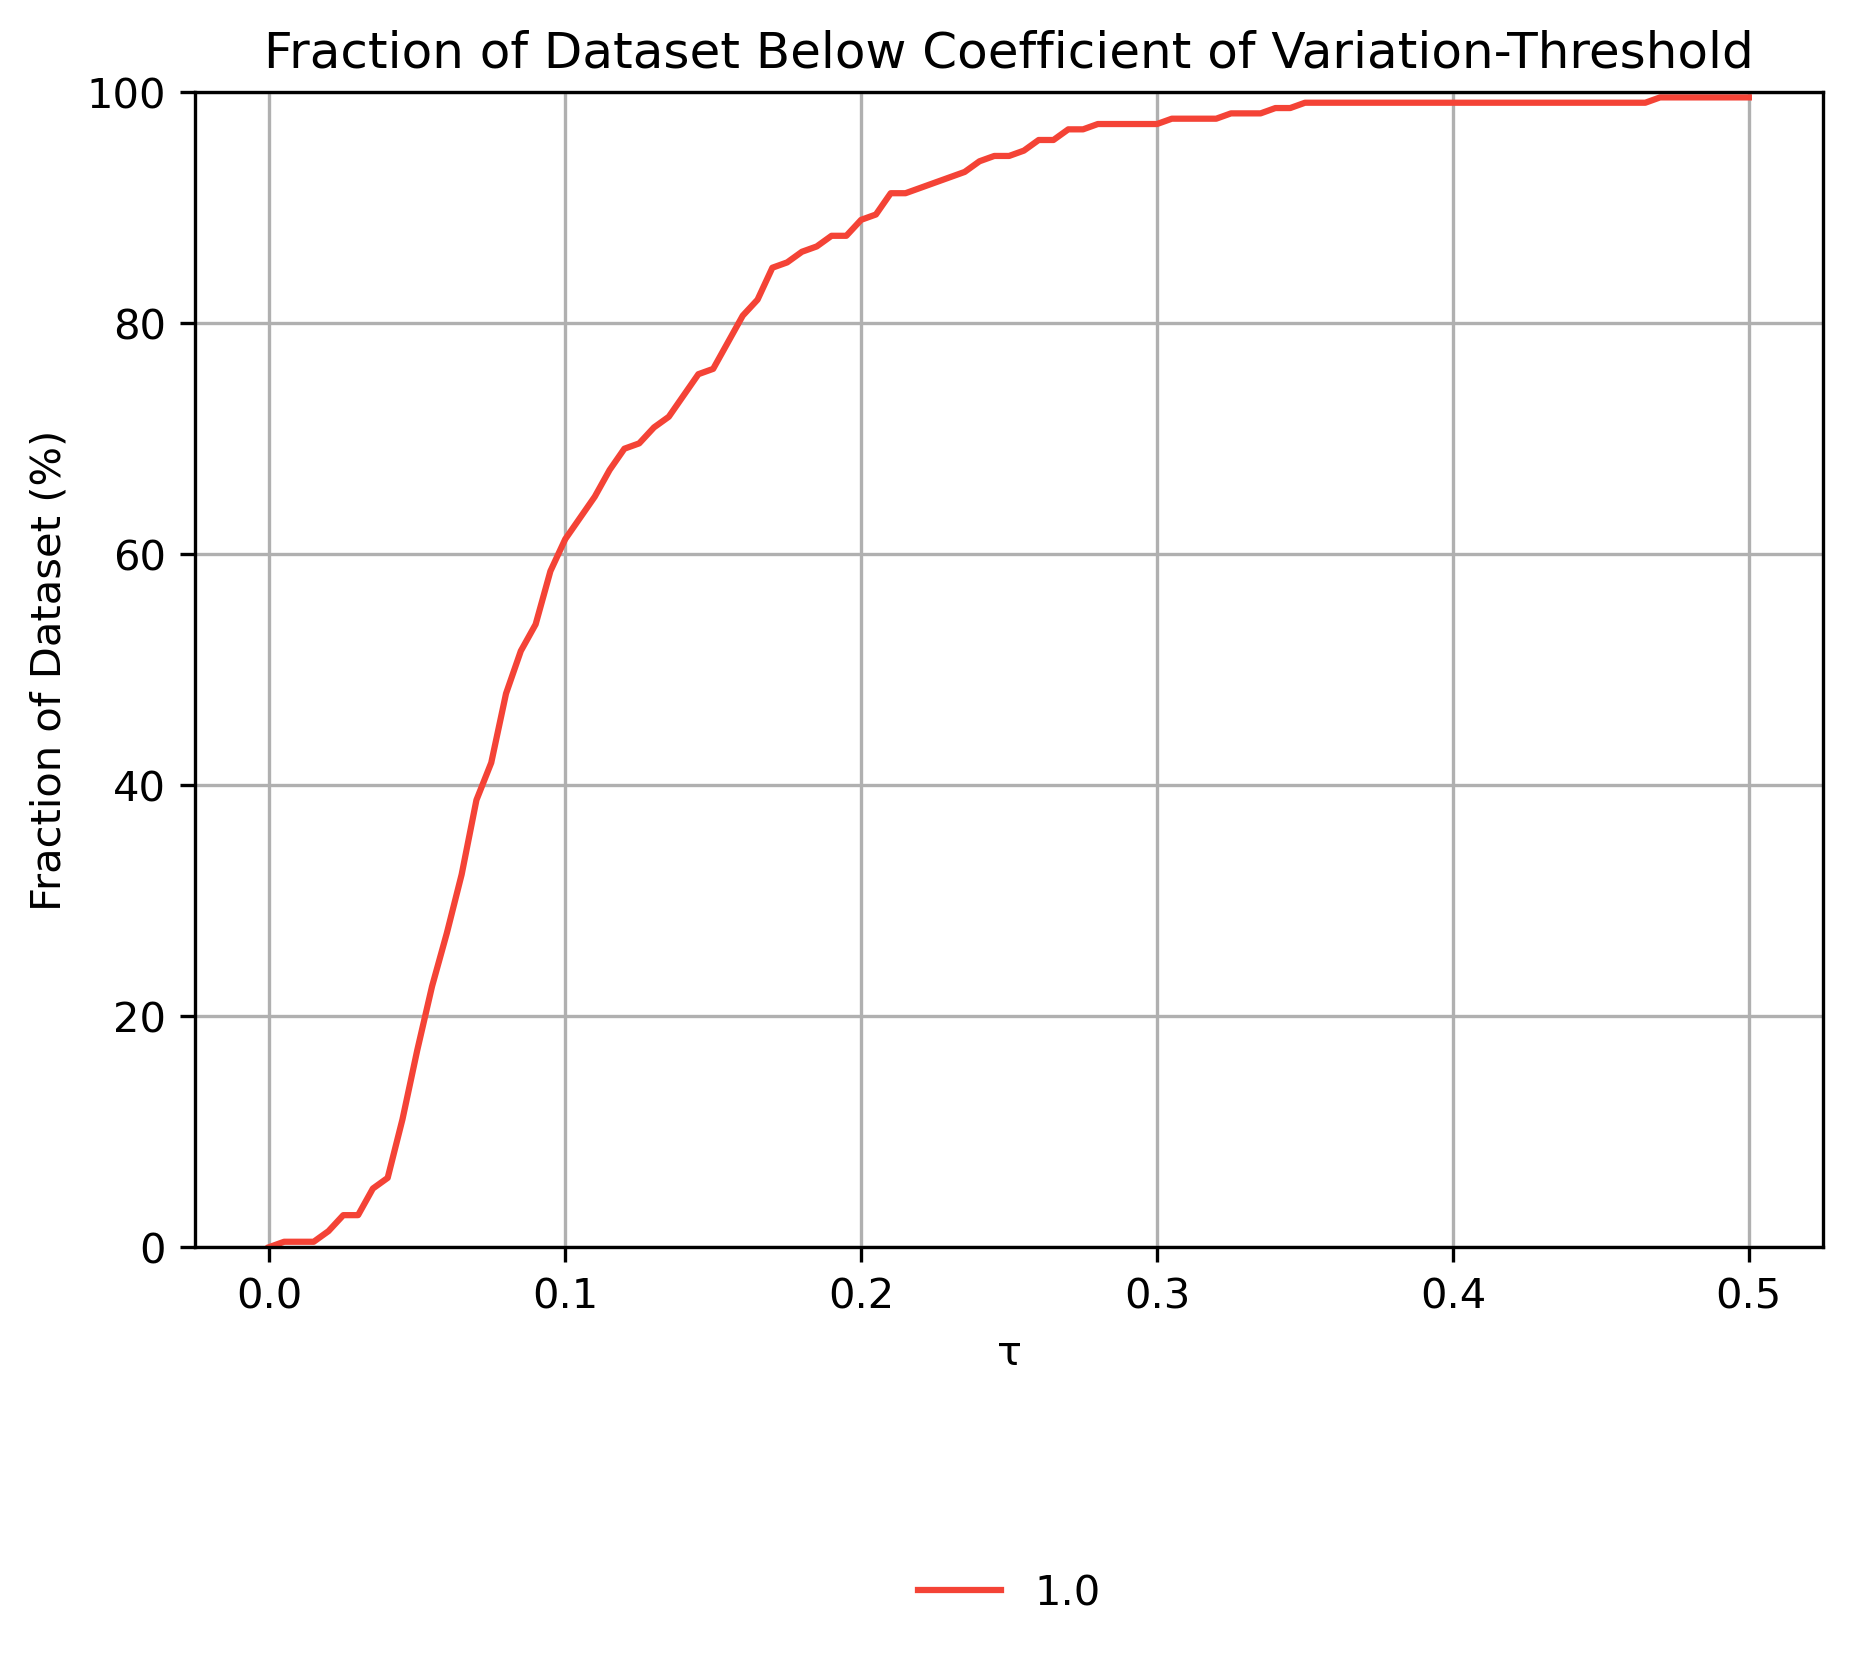 Fraction of Dataset Below Coefficient of Variation-Threshold
100
80
60
40
20
0
Fraction of Dataset (%)
0.0 0.1 0.2 0.3 0.4 0.5
τ
1.0